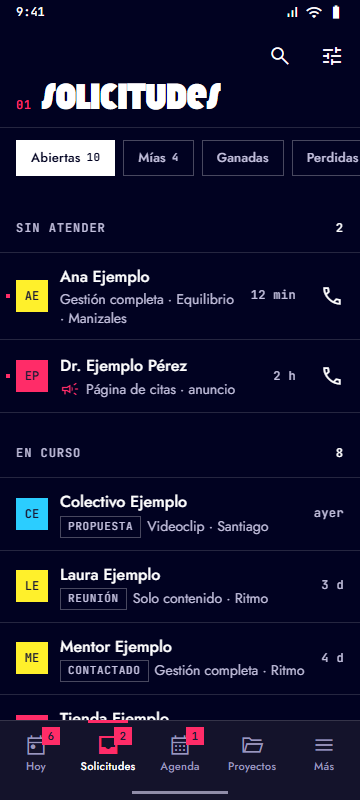 9:41
01 SOLICITUDES
Abiertas 10 Mías 4 Ganadas Perdidas
SIN ATENDER 2
AE Ana Ejemplo
Gestión completa · Equilibrio 12 min
· Manizales
EP Dr. Ejemplo Pérez
Página de citas · anuncio 2 h
EN CURSO 8
CE Colectivo Ejemplo ayer
PROPUESTA Videoclip · Santiago
LE Laura Ejemplo 3 d
REUNIÓN Solo contenido · Ritmo
ME Mentor Ejemplo 4 d
CONTACTADO Gestión completa · Ritmo
Tienda Ejemplo
6 2 1
Hoy Solicitudes Agenda Proyectos Más